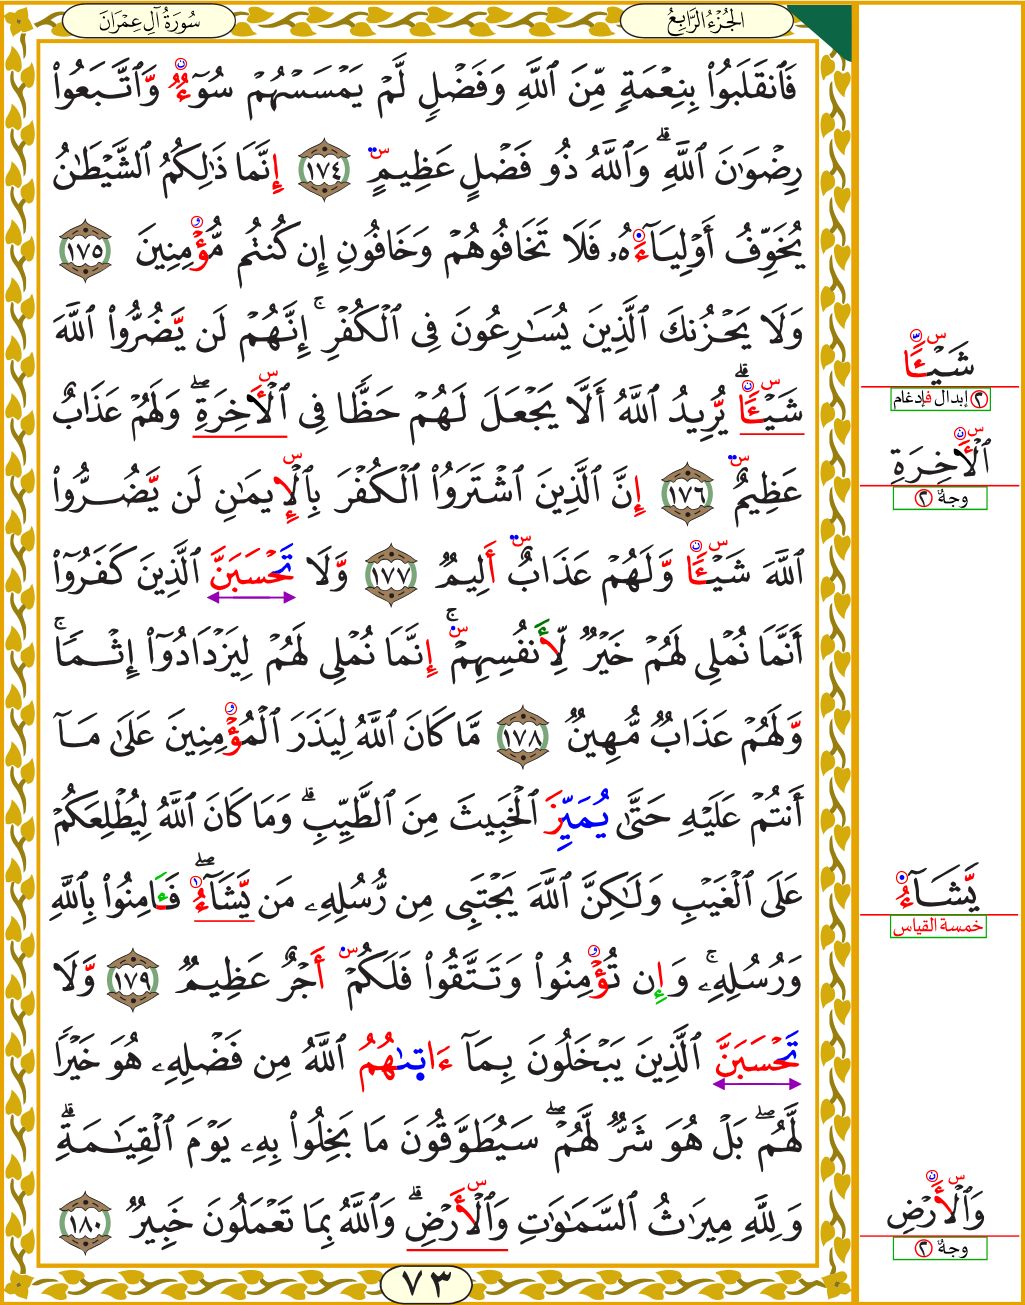 الجُزْءُ الرَّابِعُ
سُورَةُ آلِ عِمْرَانَ
فَٱنقَلَبُوا۟ بِنِعۡمَةٖ مِّنَ ٱللَّهِ وَفَضۡلٖ لَّمۡ يَمۡسَسۡهُمۡ سُوٓءٞ وَٱتَّبَعُوا۟
رِضۡوَٰنَ ٱللَّهِۗ وَٱللَّهُ ذُو فَضۡلٍ عَظِيمٍ ١٧٤ إِنَّمَا ذَٰلِكُمُ ٱلشَّيۡطَٰنُ
يُخَوِّفُ أَوۡلِيَآءَهُۥ فَلَا تَخَافُوهُمۡ وَخَافُونِ إِن كُنتُم مُّؤۡمِنِينَ ١٧٥
وَلَا يَحۡزُنكَ ٱلَّذِينَ يُسَٰرِعُونَ فِي ٱلۡكُفۡرِۚ إِنَّهُمۡ لَن يَضُرُّوا۟ ٱللَّهَ
شَيۡـٔٗاۗ يُرِيدُ ٱللَّهُ أَلَّا يَجۡعَلَ لَهُمۡ حَظّٗا فِي ٱلۡأٓخِرَةِۖ وَلَهُمۡ عَذَابٌ
عَظِيمٌ ١٧٦ إِنَّ ٱلَّذِينَ ٱشۡتَرَوُا۟ ٱلۡكُفۡرَ بِٱلۡإِيمَٰنِ لَن يَضُرُّوا۟
ٱللَّهَ شَيۡـٔٗا وَلَهُمۡ عَذَابٌ أَلِيمٞ ١٧٧ وَلَا تَحۡسَبَنَّ ٱلَّذِينَ كَفَرُوٓا۟
أَنَّمَا نُمۡلِي لَهُمۡ خَيۡرٞ لِّأَنفُسِهِمۡۚ إِنَّمَا نُمۡلِي لَهُمۡ لِيَزۡدَادُوٓا۟ إِثۡمٗاۚ
وَلَهُمۡ عَذَابٞ مُّهِينٞ ١٧٨ مَّا كَانَ ٱللَّهُ لِيَذَرَ ٱلۡمُؤۡمِنِينَ عَلَىٰ مَآ
أَنتُمۡ عَلَيۡهِ حَتَّىٰ يُمَيِّزَ ٱلۡخَبِيثَ مِنَ ٱلطَّيِّبِۗ وَمَا كَانَ ٱللَّهُ لِيُطۡلِعَكُمۡ
عَلَى ٱلۡغَيۡبِ وَلَٰكِنَّ ٱللَّهَ يَجۡتَبِي مِن رُّسُلِهِۦ مَن يَشَآءُۖ فَـَٔامِنُوا۟ بِٱللَّهِ
وَرُسُلِهِۦۚ وَإِن تُؤۡمِنُوا۟ وَتَتَّقُوا۟ فَلَكُمۡ أَجۡرٌ عَظِيمٞ ١٧٩ وَلَا
تَحۡسَبَنَّ ٱلَّذِينَ يَبۡخَلُونَ بِمَآ ءَاتَىٰهُمُ ٱللَّهُ مِن فَضۡلِهِۦ هُوَ خَيۡرٗا
لَّهُمۖ بَلۡ هُوَ شَرّٞ لَّهُمۡۖ سَيُطَوَّقُونَ مَا بَخِلُوا۟ بِهِۦ يَوۡمَ ٱلۡقِيَٰمَةِۗ
وَلِلَّهِ مِيرَٰثُ ٱلسَّمَٰوَٰتِ وَٱلۡأَرۡضِۗ وَٱللَّهُ بِمَا تَعۡمَلُونَ خَبِيرٞ ١٨٠
٧٣
شَيۡـٔٗا
٢ إبدال فإدغام
ٱلۡأٓخِرَةِ
وجهٌ ٢
يَّشَآءُ
خمسة القياس
وَٱلۡأَرۡضِ
وجهٌ ٢